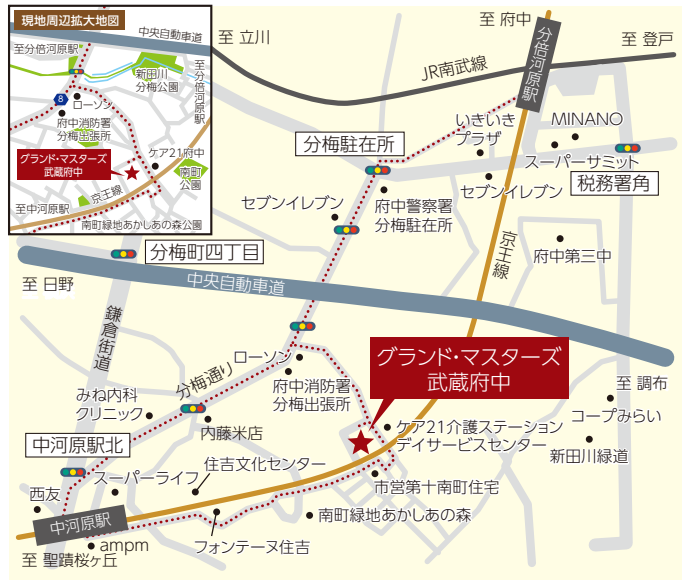 現地周辺拡大地図
中央自動車道
至 立川
至 府中
至 登戸
至分倍河原駅
新田川
分梅公園
至分倍河原駅
8
ローソン
府中消防署
分梅出張所
グランド・マスターズ
武蔵府中
ケア21府中
南町
公園
京王線
至中河原駅
南町緑地あかしあの森公園
JR南武線
分倍河原駅
いきいき
プラザ
MINANO
スーパーサミット
税務署角
分梅駐在所
セブンイレブン
府中警察署
分梅駐在所
セブンイレブン
京王線
府中第三中
分梅町四丁目
至 日野
中央自動車道
鎌倉街道
分梅通り
ローソン
府中消防署
分梅出張所
グランド・マスターズ
武蔵府中
至 調布
みね内科
クリニック
内藤米店
ケア21介護ステーション
デイサービスセンター
コープみらい
新田川緑道
中河原駅北
スーパーライフ
住吉文化センター
市営第十南町住宅
西友
中河原駅
南町緑地あかしあの森
ampm
フォンテーヌ住吉
至 聖蹟桜ヶ丘